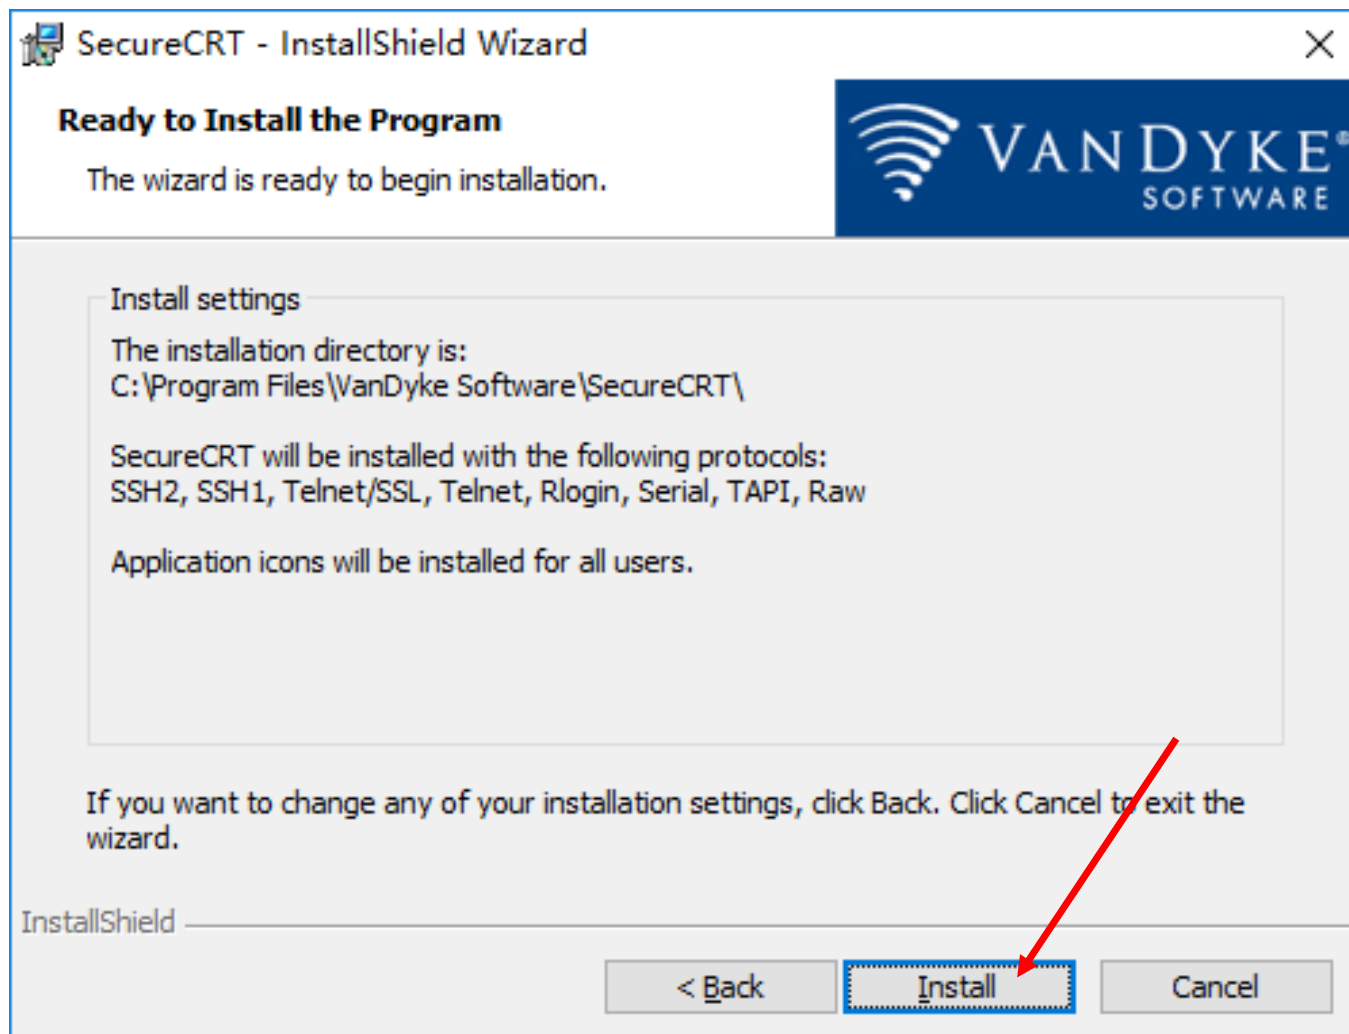 SecureCRT - InstallShield Wizard
Ready to Install the Program
The wizard is ready to begin installation.
VANDYKE®
SOFTWARE
Install settings
The installation directory is:
C:\Program Files\VanDyke Software\SecureCRT\
SecureCRT will be installed with the following protocols:
SSH2, SSH1, Telnet/SSL, Telnet, Rlogin, Serial, TAPI, Raw
Application icons will be installed for all users.
If you want to change any of your installation settings, click Back. Click Cancel to exit the
wizard.
InstallShield
< Back
Install
Cancel